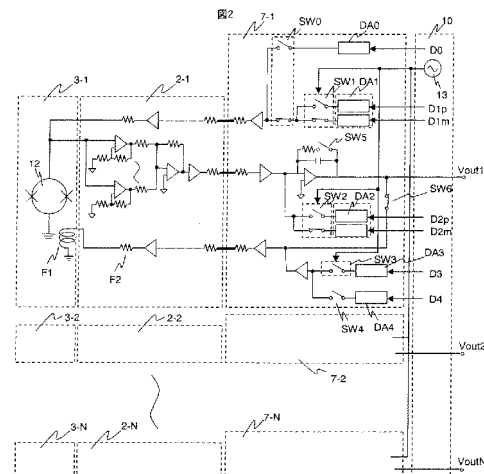 図2
7-1
10
SW0
DA0
D0
3-1
2-1
13
SW1
DA1
D1p
D1m
SW5
12
Vout1
SW6
SW2
DA2
D2p
D2m
DA3
F1
F2
SW3
D3
D4
SW4
DA4
3-2
2-2
Vout2
7-2
3-N
2-N
7-N
VoutN